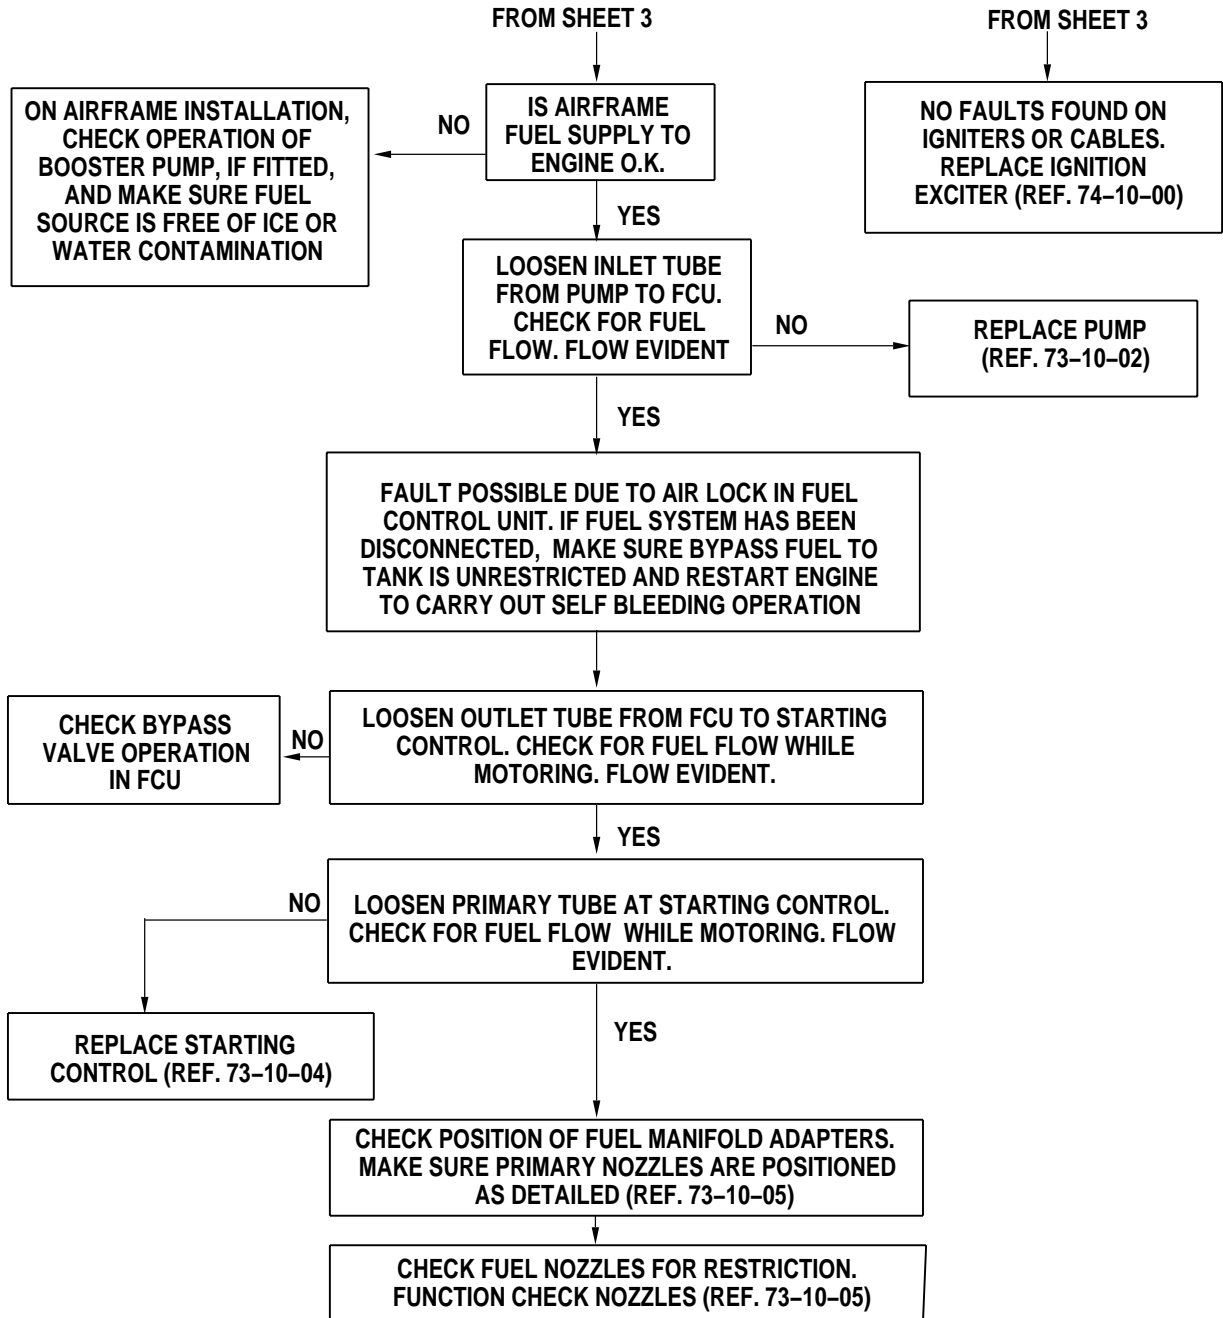 FROM SHEET 3
FROM SHEET 3
ON AIRFRAME INSTALLATION,
CHECK OPERATION OF
BOOSTER PUMP, IF FITTED,
AND MAKE SURE FUEL
SOURCE IS FREE OF ICE OR
WATER CONTAMINATION
NO
IS AIRFRAME
FUEL SUPPLY TO
ENGINE O.K.
NO FAULTS FOUND ON
IGNITERS OR CABLES.
REPLACE IGNITION
EXCITER (REF. 74–10–00)
YES
LOOSEN INLET TUBE
FROM PUMP TO FCU.
CHECK FOR FUEL
FLOW. FLOW EVIDENT
NO
REPLACE PUMP
(REF. 73–10–02)
YES
FAULT POSSIBLE DUE TO AIR LOCK IN FUEL
CONTROL UNIT. IF FUEL SYSTEM HAS BEEN
DISCONNECTED, MAKE SURE BYPASS FUEL TO
TANK IS UNRESTRICTED AND RESTART ENGINE
TO CARRY OUT SELF BLEEDING OPERATION
CHECK BYPASS
VALVE OPERATION
IN FCU
NO
LOOSEN OUTLET TUBE FROM FCU TO STARTING
CONTROL. CHECK FOR FUEL FLOW WHILE
MOTORING. FLOW EVIDENT.
YES
NO
LOOSEN PRIMARY TUBE AT STARTING CONTROL.
CHECK FOR FUEL FLOW WHILE MOTORING. FLOW
EVIDENT.
REPLACE STARTING
CONTROL (REF. 73–10–04)
YES
CHECK POSITION OF FUEL MANIFOLD ADAPTERS.
MAKE SURE PRIMARY NOZZLES ARE POSITIONED
AS DETAILED (REF. 73–10–05)
CHECK FUEL NOZZLES FOR RESTRICTION.
FUNCTION CHECK NOZZLES (REF. 73–10–05)